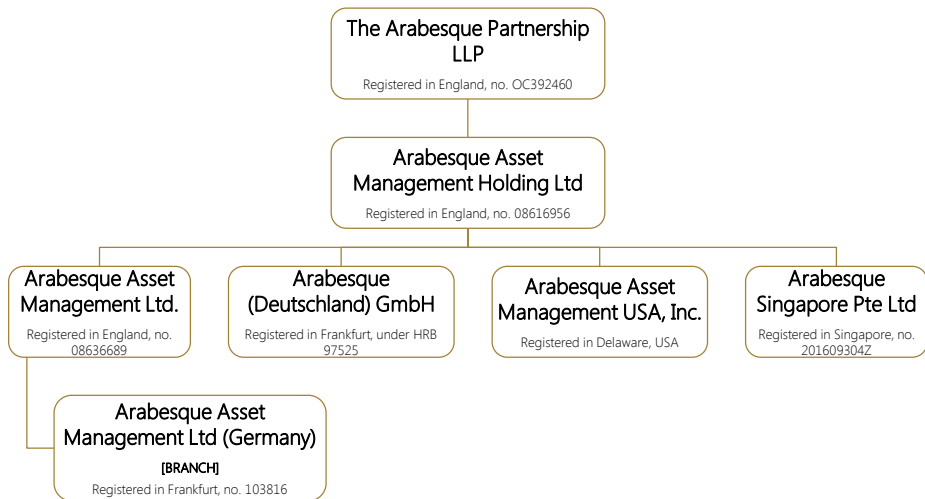 The Arabesque Partnership
LLP
Registered in England, no. OC392460
Arabesque Asset
Management Holding Ltd
Registered in England, no. 08616956
Arabesque Asset
Management Ltd.
Registered in England, no.
08636689
Arabesque
(Deutschland) GmbH
Registered in Frankfurt, under HRB
97525
Arabesque Asset
Management USA, Inc.
Registered in Delaware, USA
Arabesque
Singapore Pte Ltd
Registered in Singapore, no.
201609304Z
Arabesque Asset
Management Ltd (Germany)
[BRANCH]
Registered in Frankfurt, no. 103816